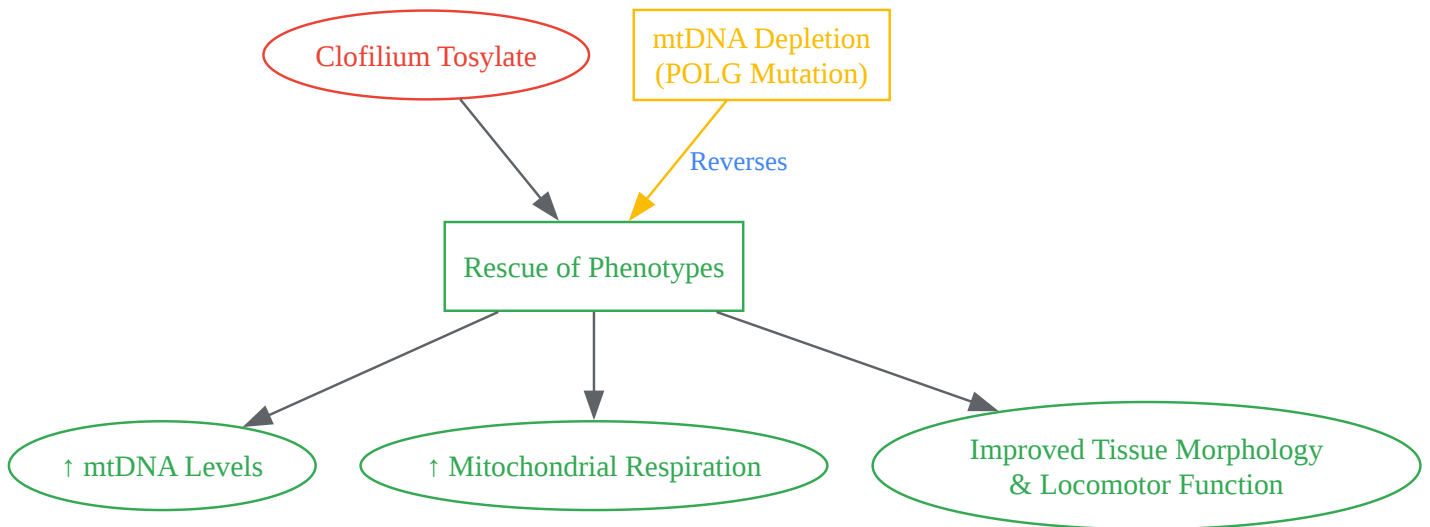 Clofilium Tosylate
mtDNA Depletion
(POLG Mutation)
Reverses
Rescue of Phenotypes
↑ mtDNA Levels
↑ Mitochondrial Respiration
Improved Tissue Morphology
& Locomotor Function